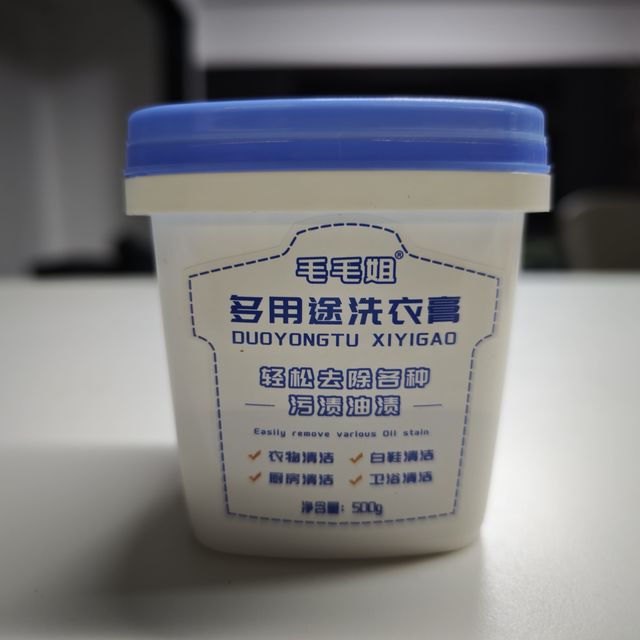 毛毛姐®
多用途洗衣膏
DUOYONGTU XIYIGAO
轻松去除各种
污渍油渍
Easily remove various Oil stain
衣物清洁 白鞋清洁
厨房清洁 卫浴清洁
净含量: 500g